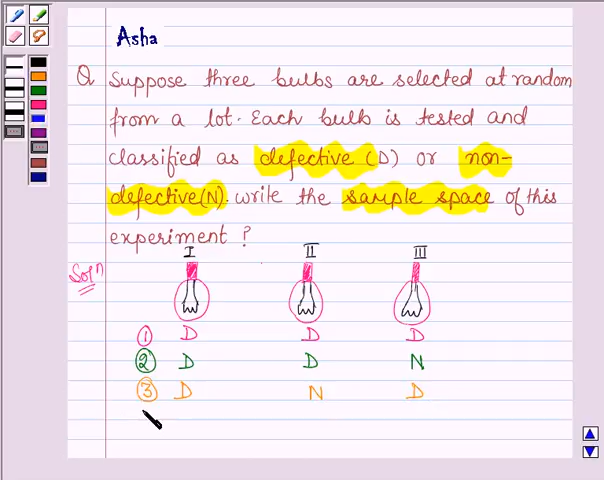 Asha
Q Suppose three bulbs are selected at random
from a lot. Each bulb is tested and
classified as defective (D) or non-
defective(N). write the sample space of this
experiment ?
I II III
Solⁿ
① D D D
② D D N
③ D N D